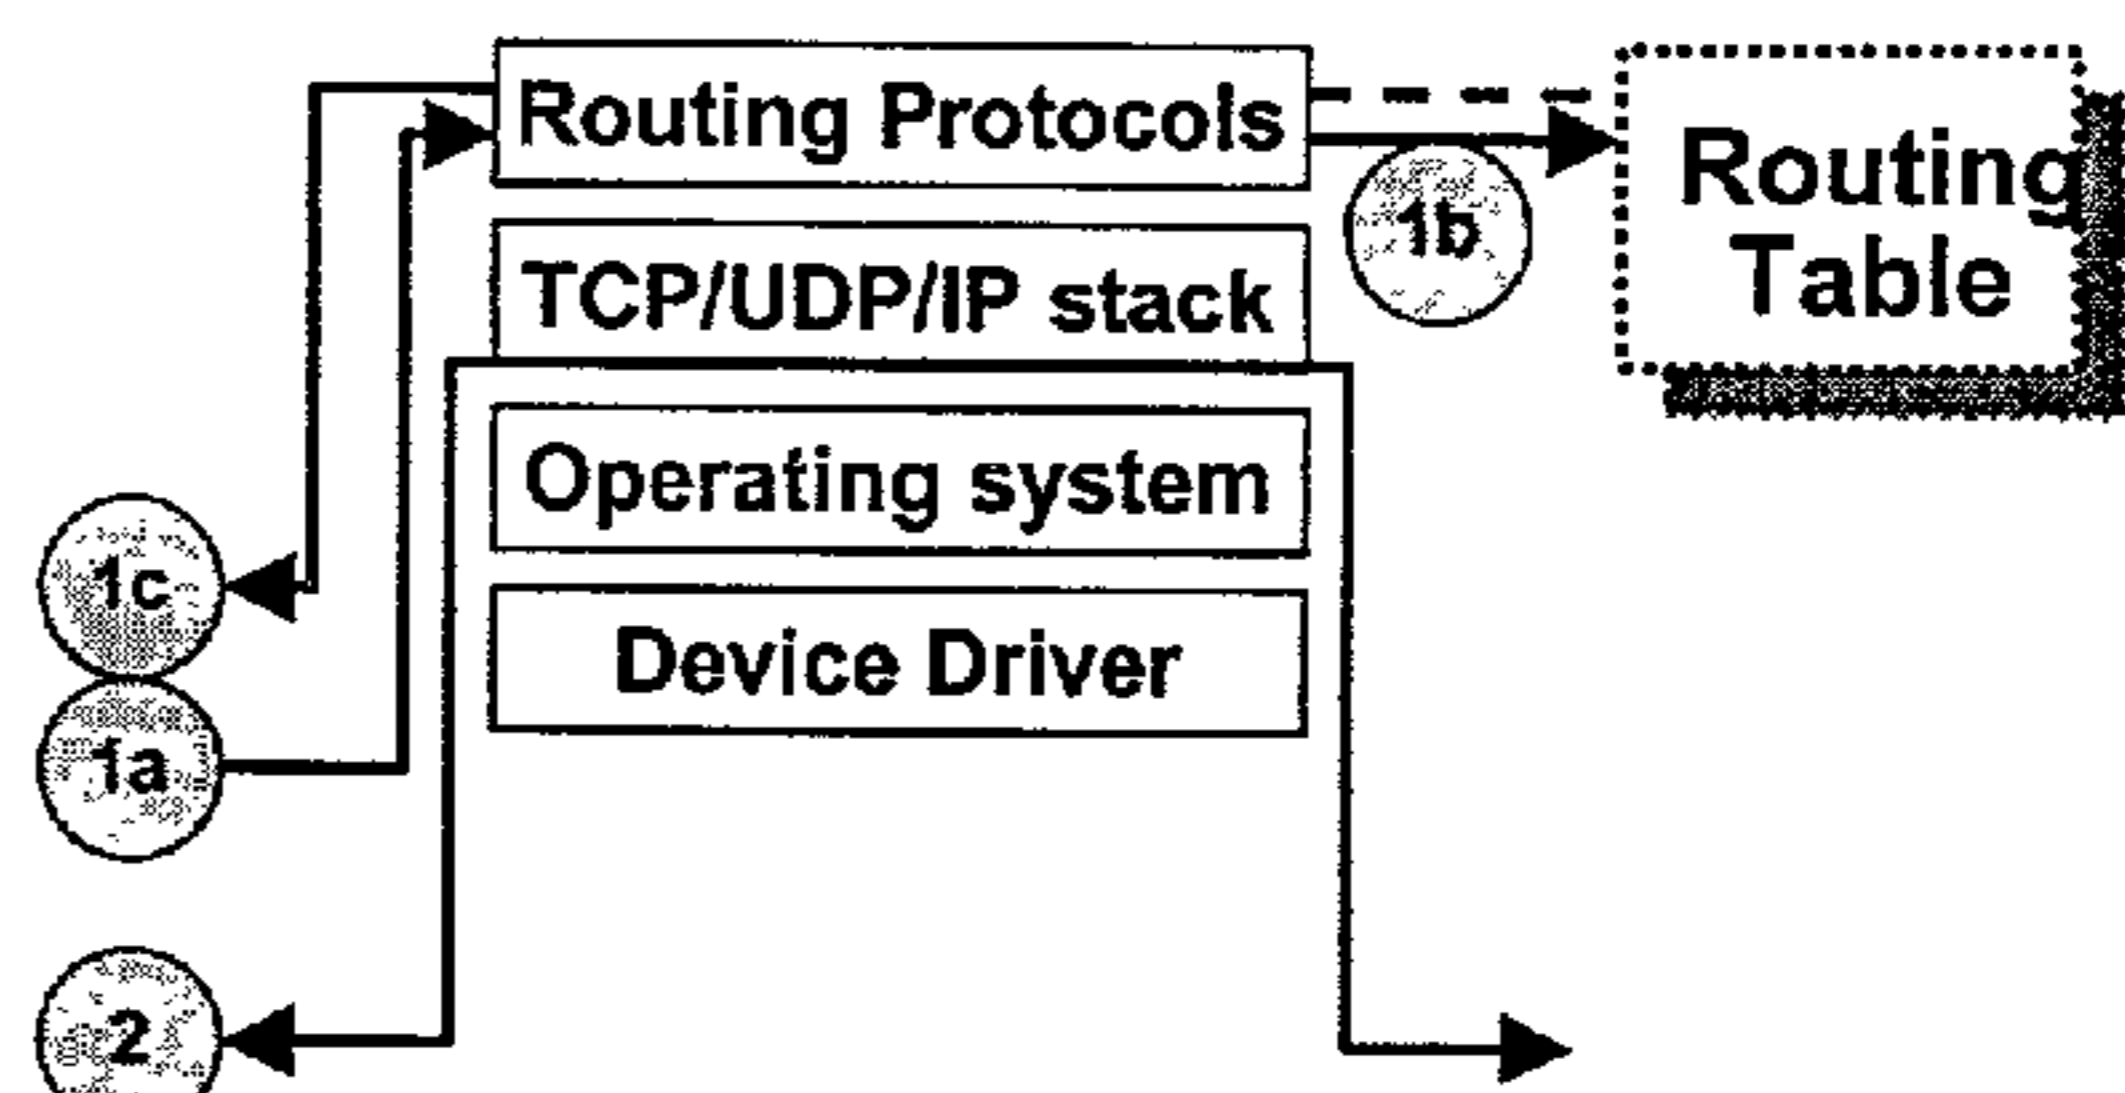 Routing Protocols
Routing
Table
1b
TCP/UDP/IP stack
Operating system
1c
Device Driver
1a
2